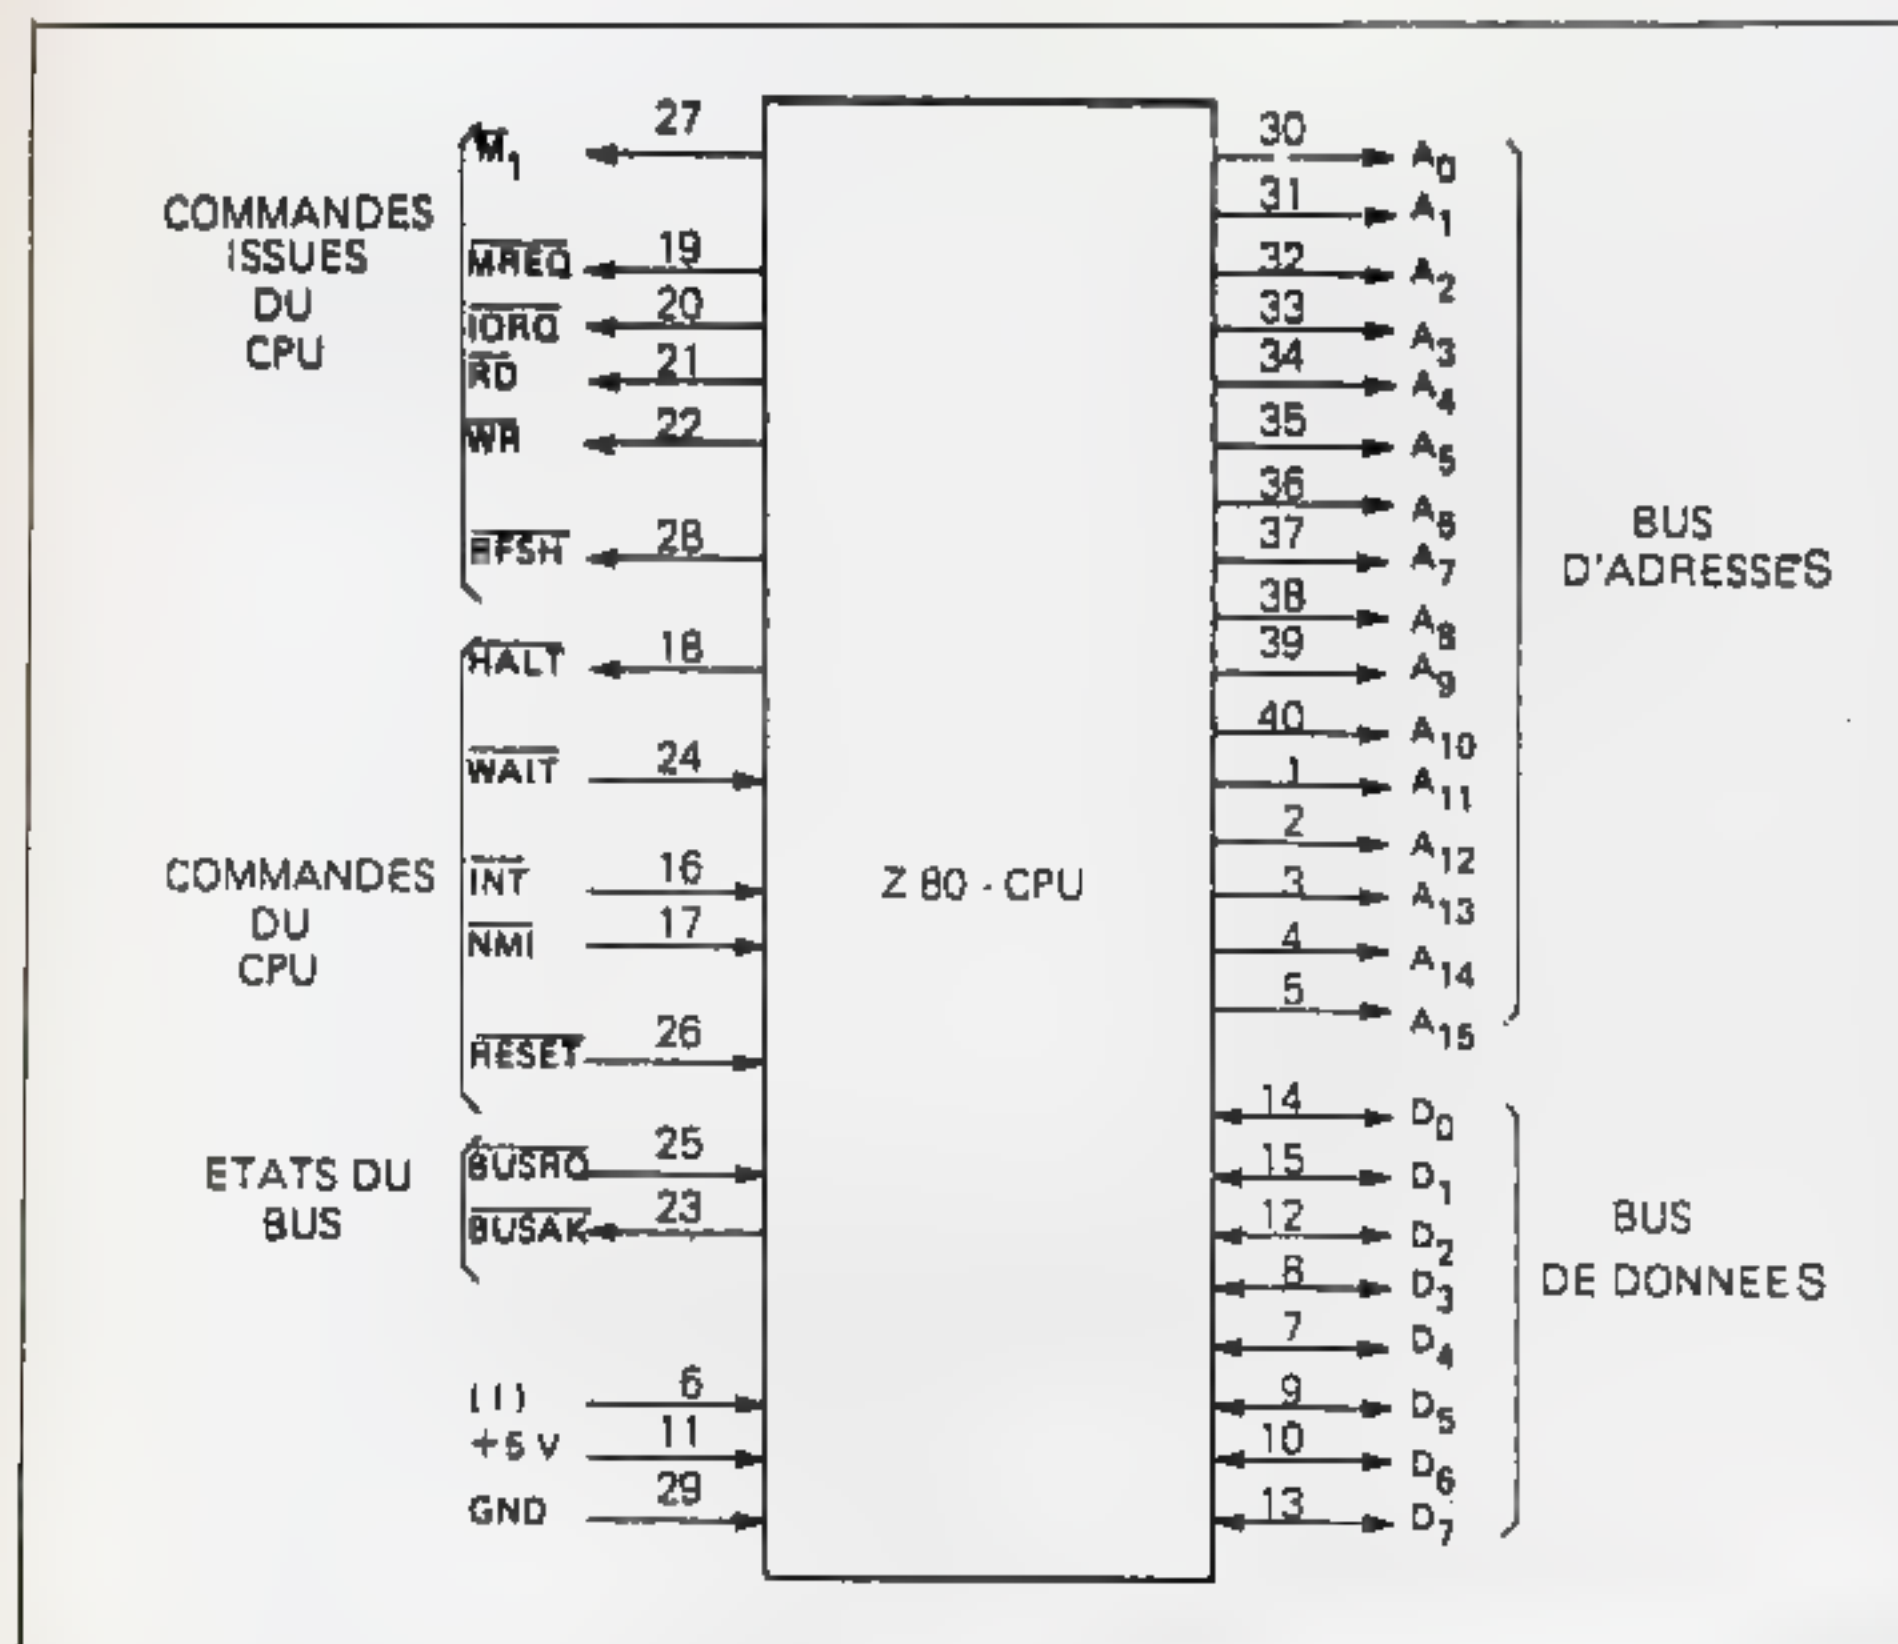 COMMANDES
ISSUES
DU
CPU
M̅1 27
MREQ 19
IORQ 20
RD 21
WR 22
RFSH 28
COMMANDES
DU
CPU
HALT 18
WAIT 24
INT 16
NMI 17
RESET 26
ETATS DU
BUS
BUSRQ 25
BUSAK 23
6
+5 V 11
GND 29
Z 80 - CPU
30 A0
31 A1
32 A2
33 A3
34 A4
35 A5
36 A6
37 A7
38 A8
39 A9
40 A10
1 A11
2 A12
3 A13
4 A14
5 A15
BUS
D'ADRESSES
14 D0
15 D1
12 D2
8 D3
7 D4
9 D5
10 D6
13 D7
BUS
DE DONNEES